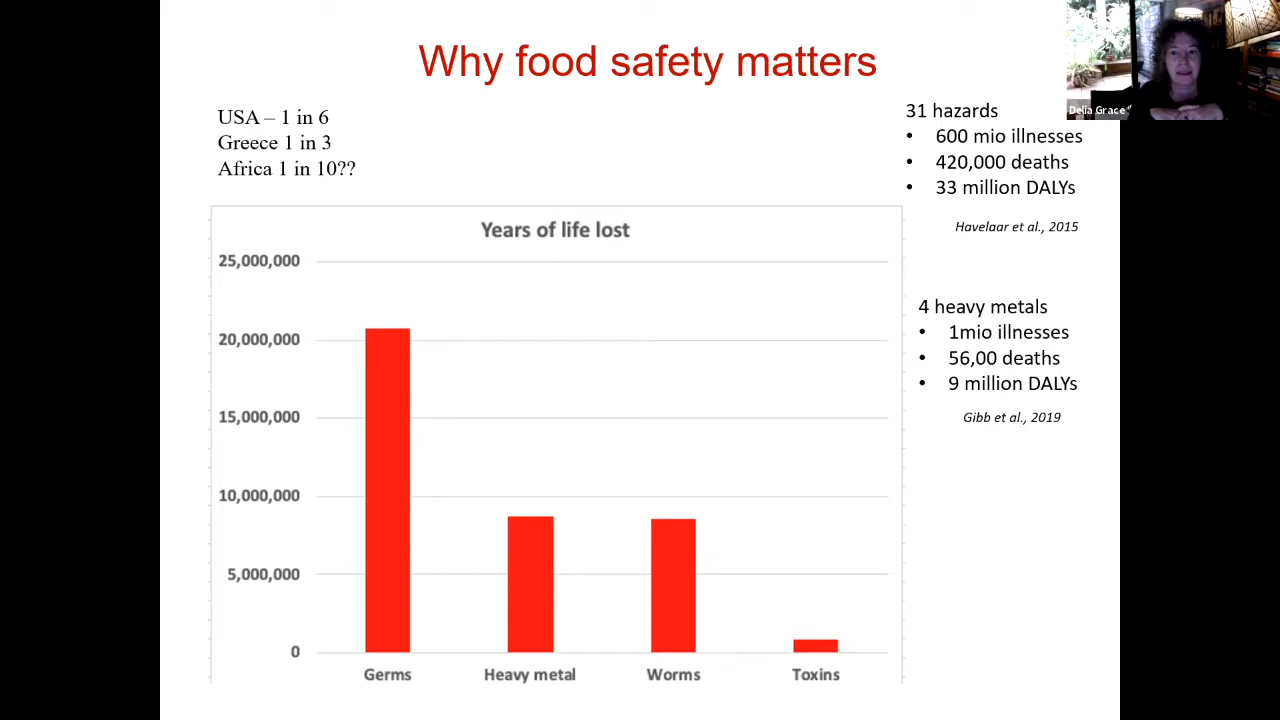 Why food safety matters
USA – 1 in 6
Greece 1 in 3
Africa 1 in 10??
31 hazards
• 600 mio illnesses
• 420,000 deaths
• 33 million DALYs
Havelaar et al., 2015
4 heavy metals
• 1mio illnesses
• 56,00 deaths
• 9 million DALYs
Gibb et al., 2019
Years of life lost
25,000,000
20,000,000
15,000,000
10,000,000
5,000,000
0
Germs Heavy metal Worms Toxins
Delia Grace